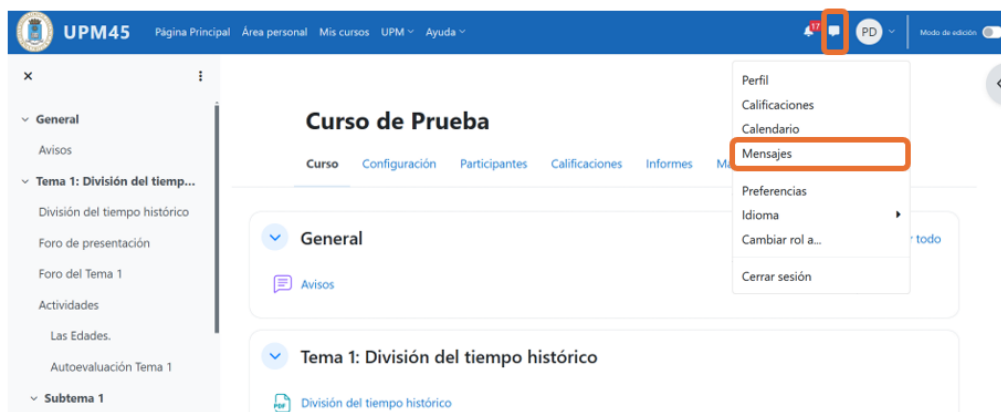 UPM45 Página Principal Área personal Mis cursos UPM Ayuda 17 PD Modo de edición
General
Avisos
Tema 1: División del tiemp...
División del tiempo histórico
Foro de presentación
Foro del Tema 1
Actividades
Las Edades.
Autoevaluación Tema 1
Subtema 1
Curso de Prueba
Curso Configuración Participantes Calificaciones Informes
General
todo
Avisos
Tema 1: División del tiempo histórico
PDF División del tiempo histórico
Perfil
Calificaciones
Calendario
Mensajes
Preferencias
Idioma
Cambiar rol a...
Cerrar sesión